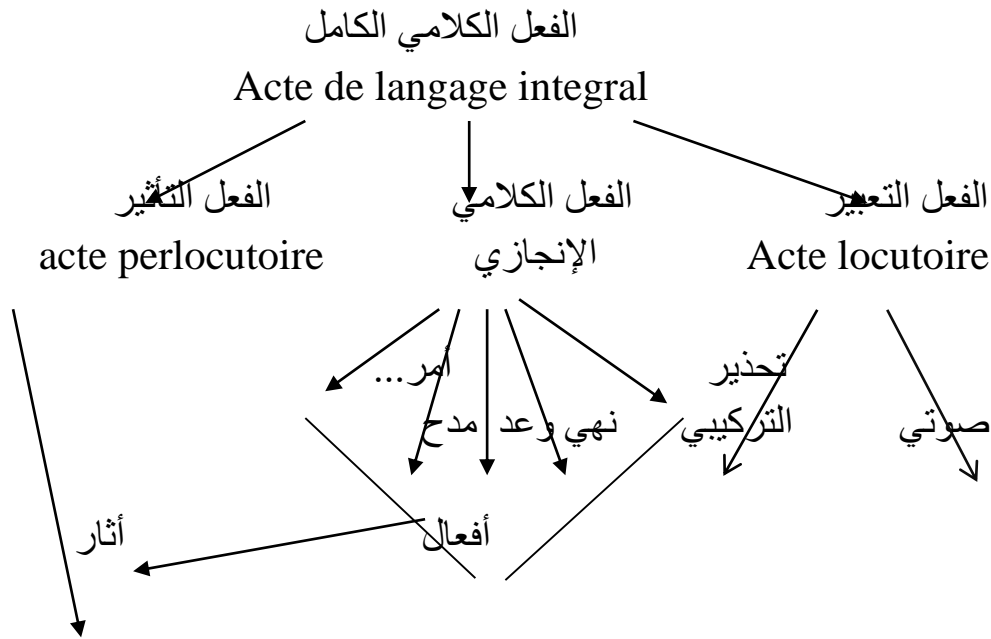 الفعل الكلامي الكامل
Acte de langage integral
الفعل التعبير الفعل الكلامي الفعل التأثير
Acte locutoire الإنجازي acte perlocutoire
تحذير أمر...
صوتي التركيبي نهي وعد مدح
أفعال أثار